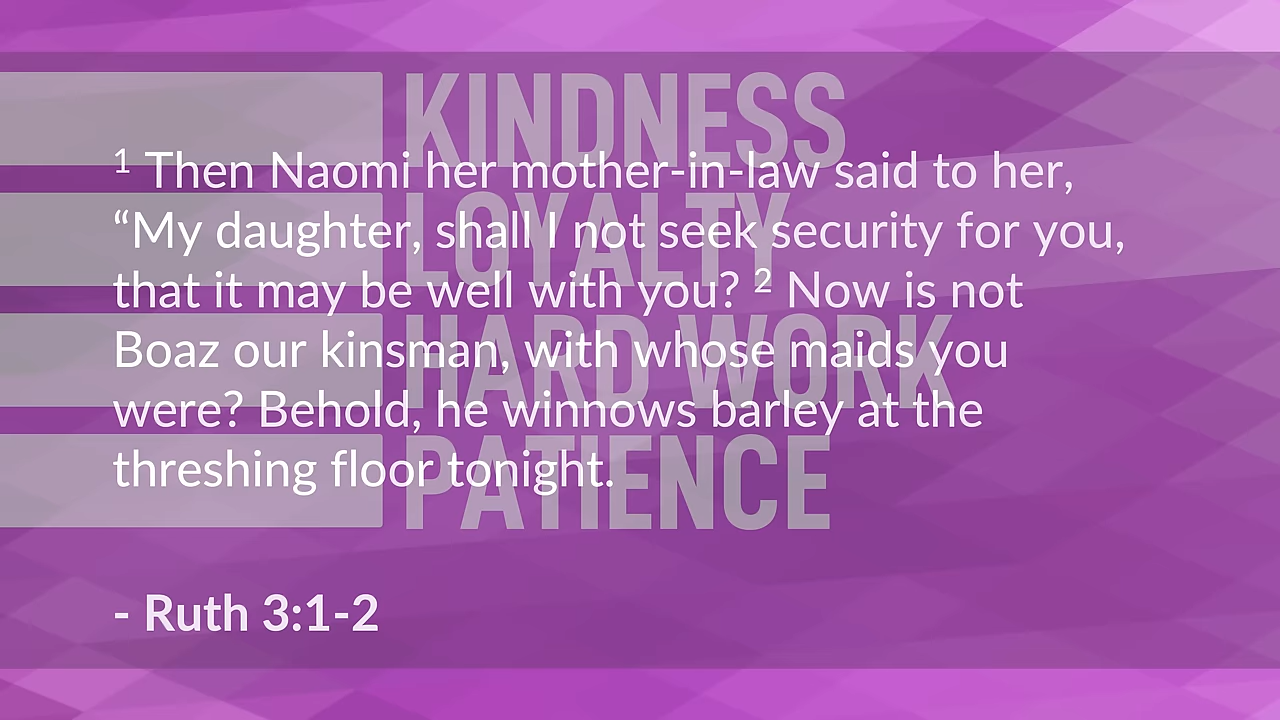 KINDNESS
¹ Then Naomi her mother-in-law said to her,
LOYALTY
“My daughter, shall I not seek security for you,
that it may be well with you? ² Now is not
HARD WORK
Boaz our kinsman, with whose maids you
were? Behold, he winnows barley at the
PATIENCE
threshing floor tonight.
- Ruth 3:1-2